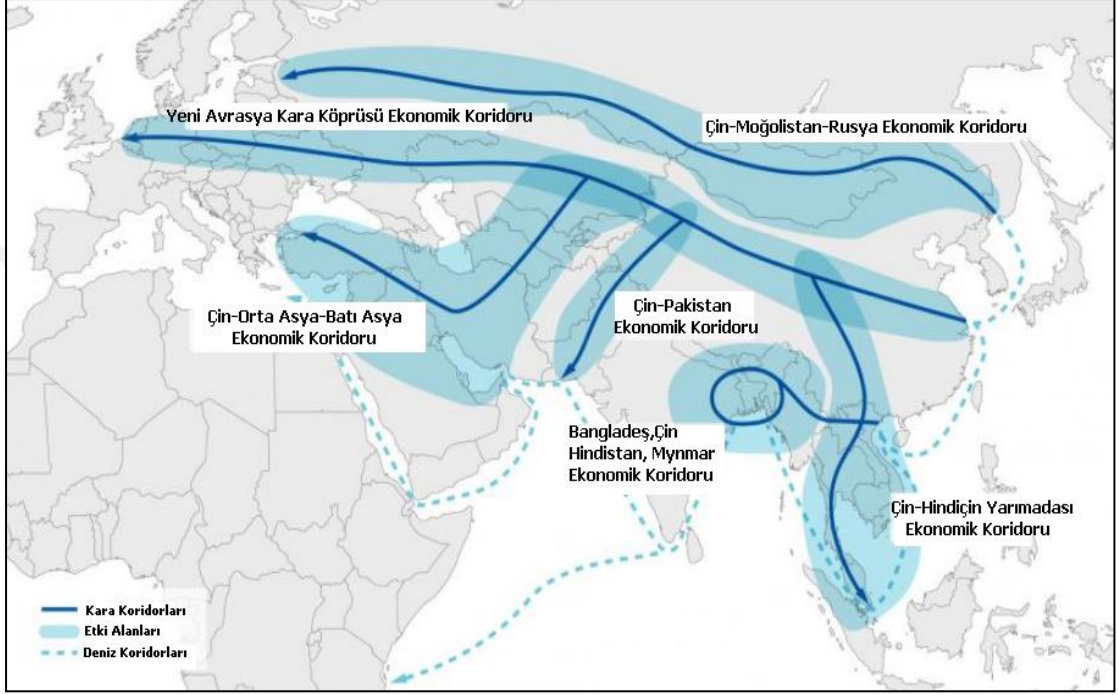 Yeni Avrasya Kara Köprüsü Ekonomik Koridoru
Çin-Moğolistan-Rusya Ekonomik Koridoru
Çin-Orta Asya-Batı Asya
Ekonomik Koridoru
Çin-Pakistan
Ekonomik Koridoru
Bangladeş,Çin
Hindistan, Mynmar
Ekonomik Koridoru
Çin-Hindiçin Yarımadası
Ekonomik Koridoru
Kara Koridorları
Etki Alanları
Deniz Koridorları